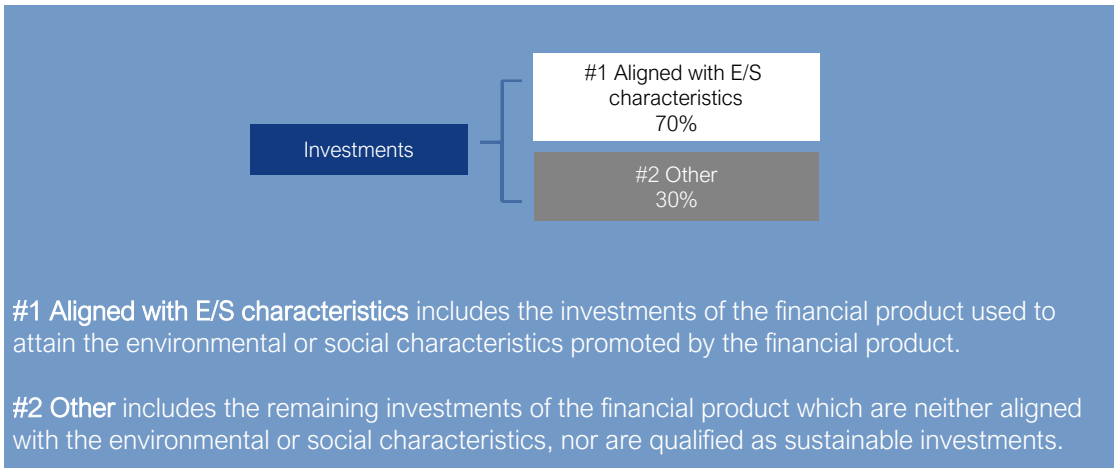 #1 Aligned with E/S
characteristics
70%
Investments
#2 Other
30%
#1 Aligned with E/S characteristics includes the investments of the financial product used to
attain the environmental or social characteristics promoted by the financial product.
#2 Other includes the remaining investments of the financial product which are neither aligned
with the environmental or social characteristics, nor are qualified as sustainable investments.